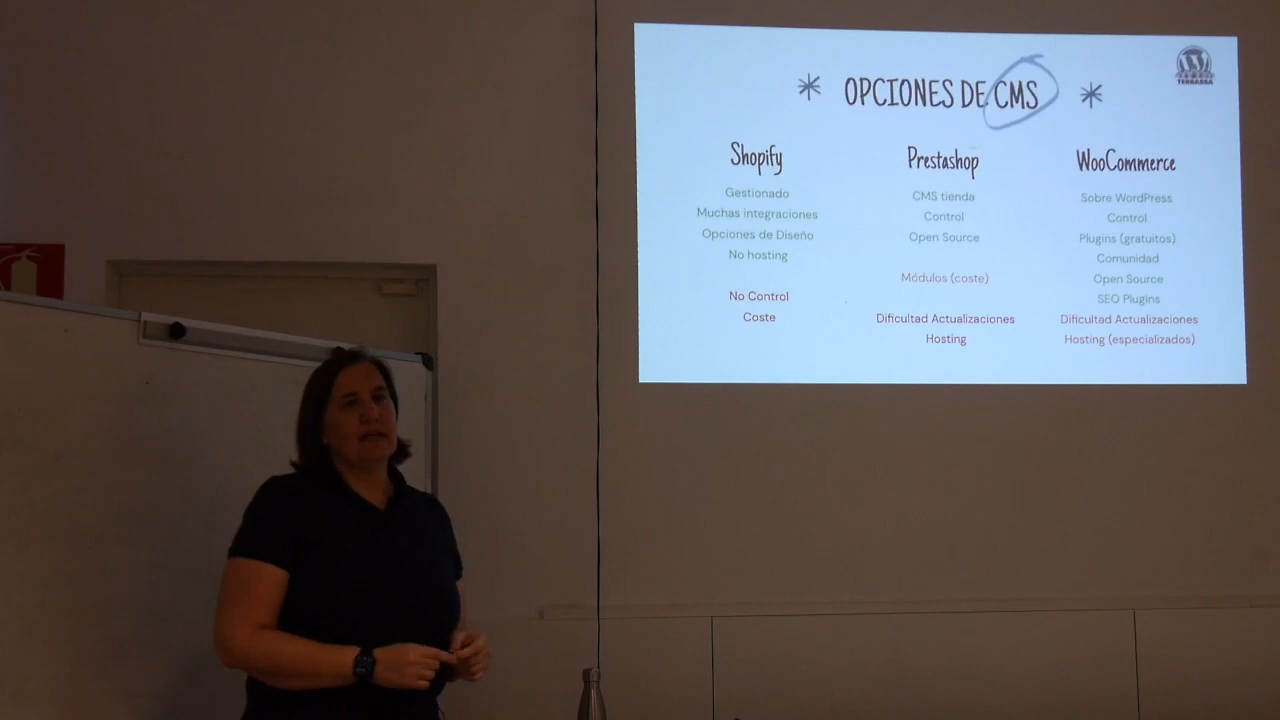 OPCIONES DE CMS
TERRASSA
Shopify
Gestionado
Muchas integraciones
Opciones de Diseño
No hosting
No Control
Coste
Prestashop
CMS tienda
Control
Open Source
Módulos (coste)
Dificultad Actualizaciones
Hosting
WooCommerce
Sobre WordPress
Control
Plugins (gratuitos)
Comunidad
Open Source
SEO Plugins
Dificultad Actualizaciones
Hosting (especializados)